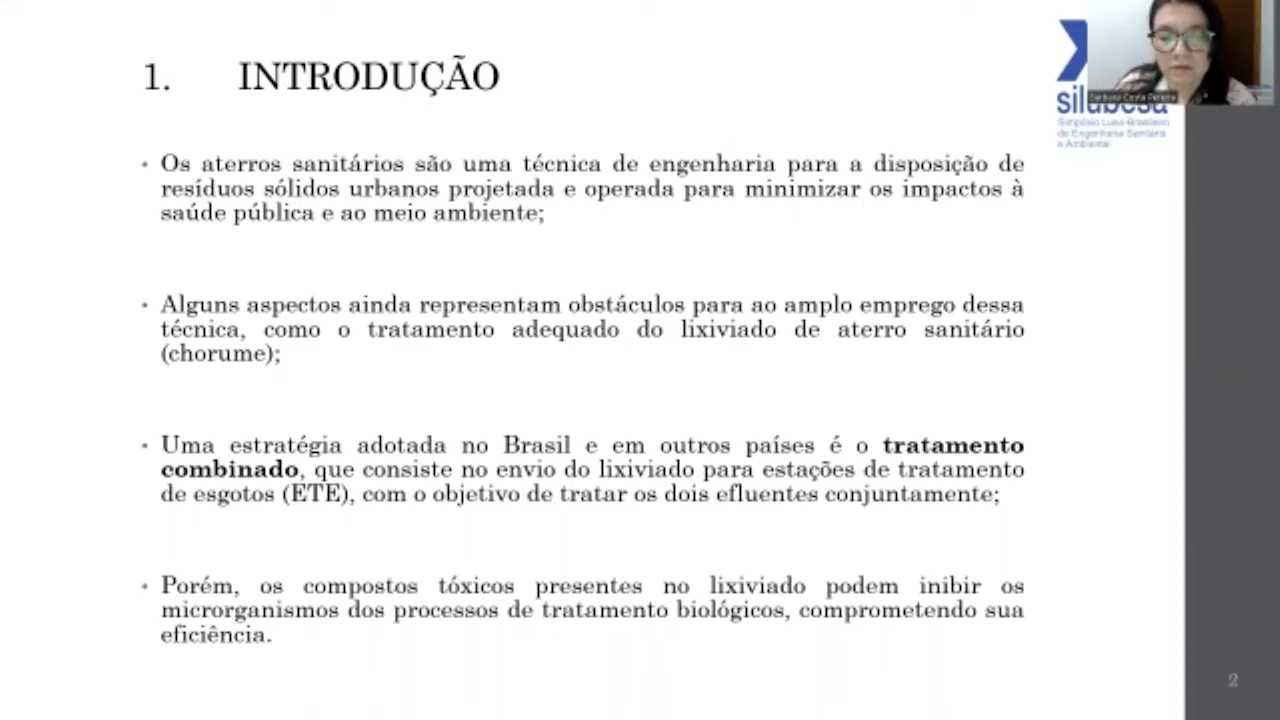 1. INTRODUÇÃO
Os aterros sanitários são uma técnica de engenharia para a disposição de
resíduos sólidos urbanos projetada e operada para minimizar os impactos à
saúde pública e ao meio ambiente;
Alguns aspectos ainda representam obstáculos para ao amplo emprego dessa
técnica, como o tratamento adequado do lixiviado de aterro sanitário
(chorume);
Uma estratégia adotada no Brasil e em outros países é o tratamento
combinado, que consiste no envio do lixiviado para estações de tratamento
de esgotos (ETE), com o objetivo de tratar os dois efluentes conjuntamente;
Porém, os compostos tóxicos presentes no lixiviado podem inibir os
microrganismos dos processos de tratamento biológicos, comprometendo sua
eficiência.
Costa Pereira
silubesa
Simpósio Luso-Brasileiro
de Engenharia Sanitária
e Ambiental
2